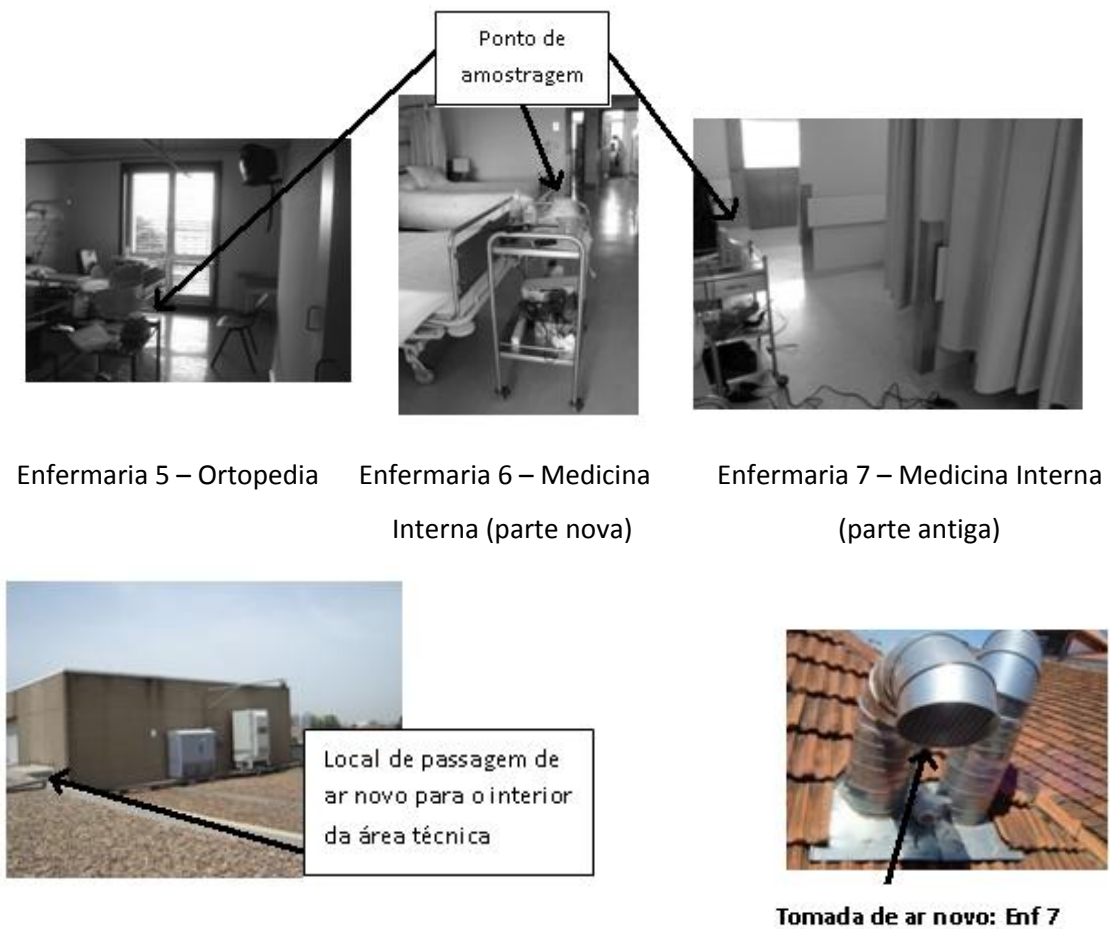 Ponto de
amostragem
Enfermaria 5 – Ortopedia
Enfermaria 6 – Medicina
Interna (parte nova)
Enfermaria 7 – Medicina Interna
(parte antiga)
Local de passagem de
ar novo para o interior
da área técnica
Tomada de ar novo: Enf 7